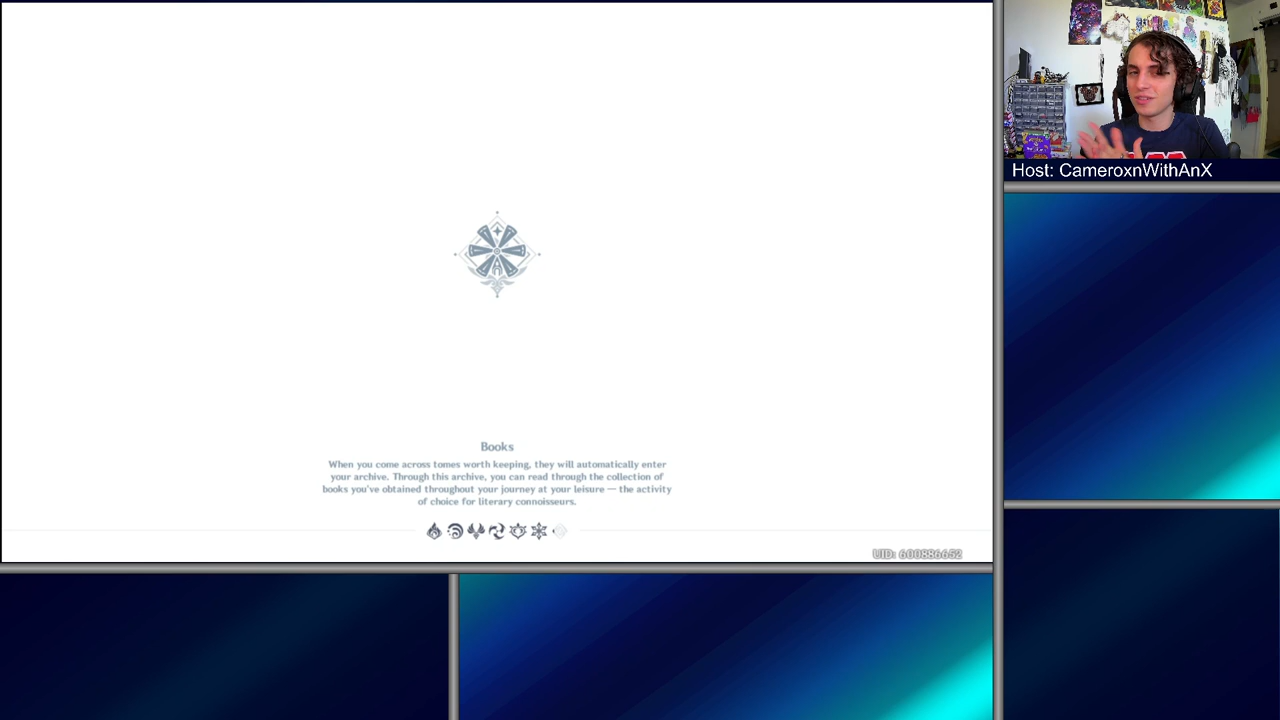 Host: CameroxnWithAnX
Books
When you come across tomes worth keeping, they will automatically enter
your archive. Through this archive, you can read through the collection of
books you've obtained throughout your journey at your leisure — the activity
of choice for literary connoisseurs.
UID: 600886652